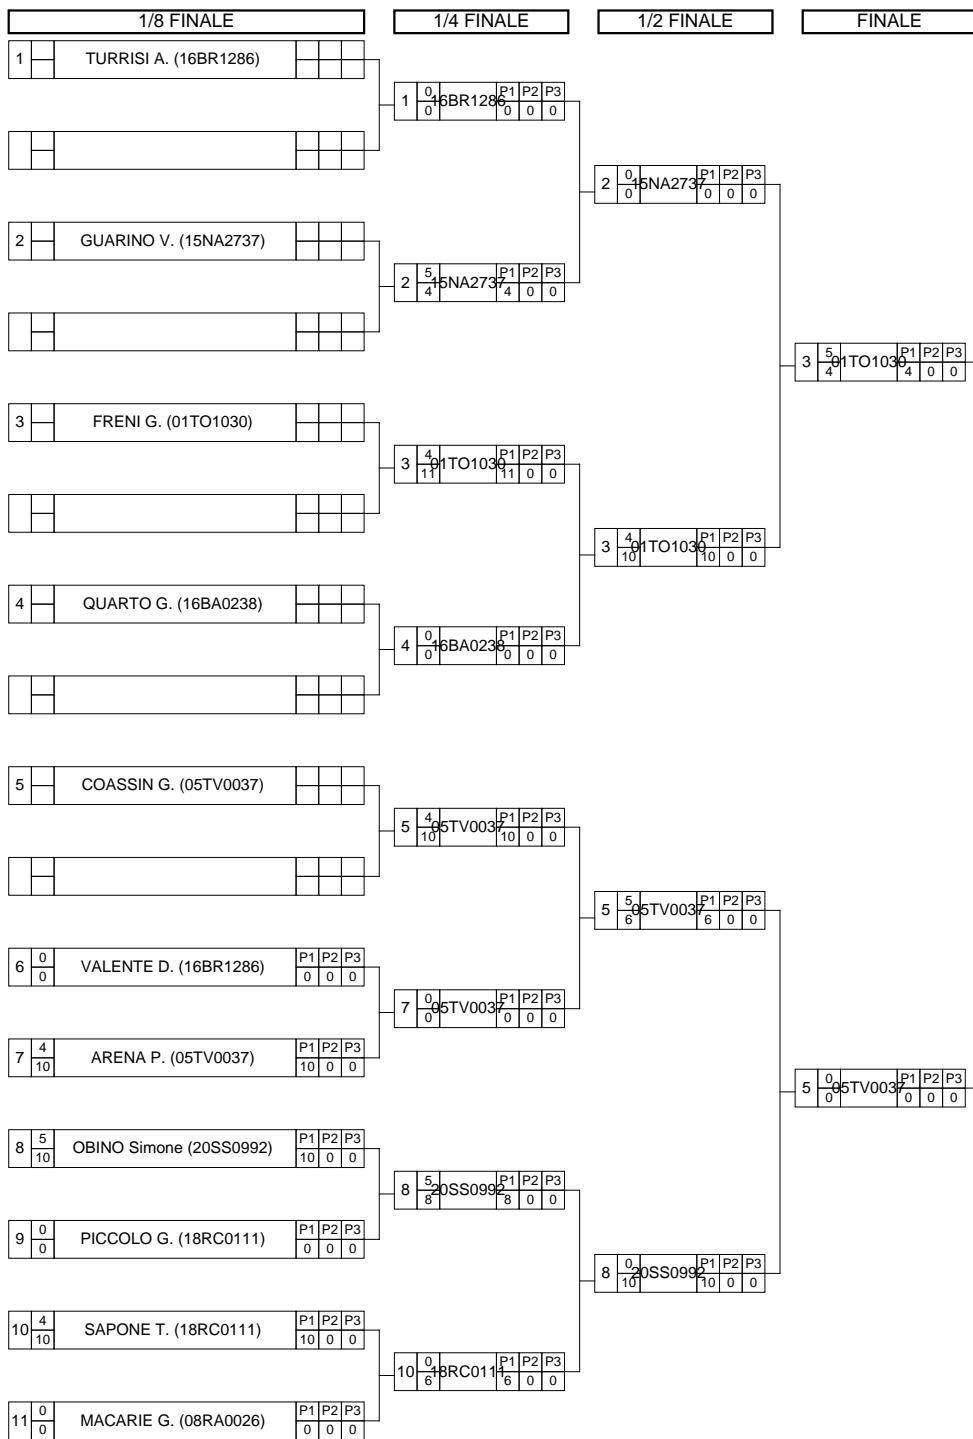 1/8 FINALE 1/4 FINALE 1/2 FINALE FINALE
1 TURRISI A. (16BR1286)
1 0 0 16BR1286 P1 P2 P3 0 0 0
2 0 0 15NA2737 P1 P2 P3 0 0 0
2 GUARINO V. (15NA2737)
2 5 4 15NA2737 P1 P2 P3 4 0 0
3 5 4 01TO1030 P1 P2 P3 4 0 0
3 FRENI G. (01TO1030)
3 4 11 01TO1030 P1 P2 P3 11 0 0
3 4 10 01TO1030 P1 P2 P3 10 0 0
4 QUARTO G. (16BA0238)
4 0 0 16BA0238 P1 P2 P3 0 0 0
5 COASSIN G. (05TV0037)
5 4 10 05TV0037 P1 P2 P3 10 0 0
5 5 6 05TV0037 P1 P2 P3 6 0 0
6 0 0 VALENTE D. (16BR1286) P1 P2 P3 0 0 0
7 0 0 05TV0037 P1 P2 P3 0 0 0
7 4 10 ARENA P. (05TV0037) P1 P2 P3 10 0 0
5 0 0 05TV0037 P1 P2 P3 0 0 0
8 5 10 OBINO Simone (20SS0992) P1 P2 P3 10 0 0
8 5 8 20SS0992 P1 P2 P3 8 0 0
9 0 0 PICCOLO G. (18RC0111) P1 P2 P3 0 0 0
8 0 10 20SS0992 P1 P2 P3 10 0 0
10 4 10 SAPONE T. (18RC0111) P1 P2 P3 10 0 0
10 0 6 18RC0111 P1 P2 P3 6 0 0
11 0 0 MACARIE G. (08RA0026) P1 P2 P3 0 0 0